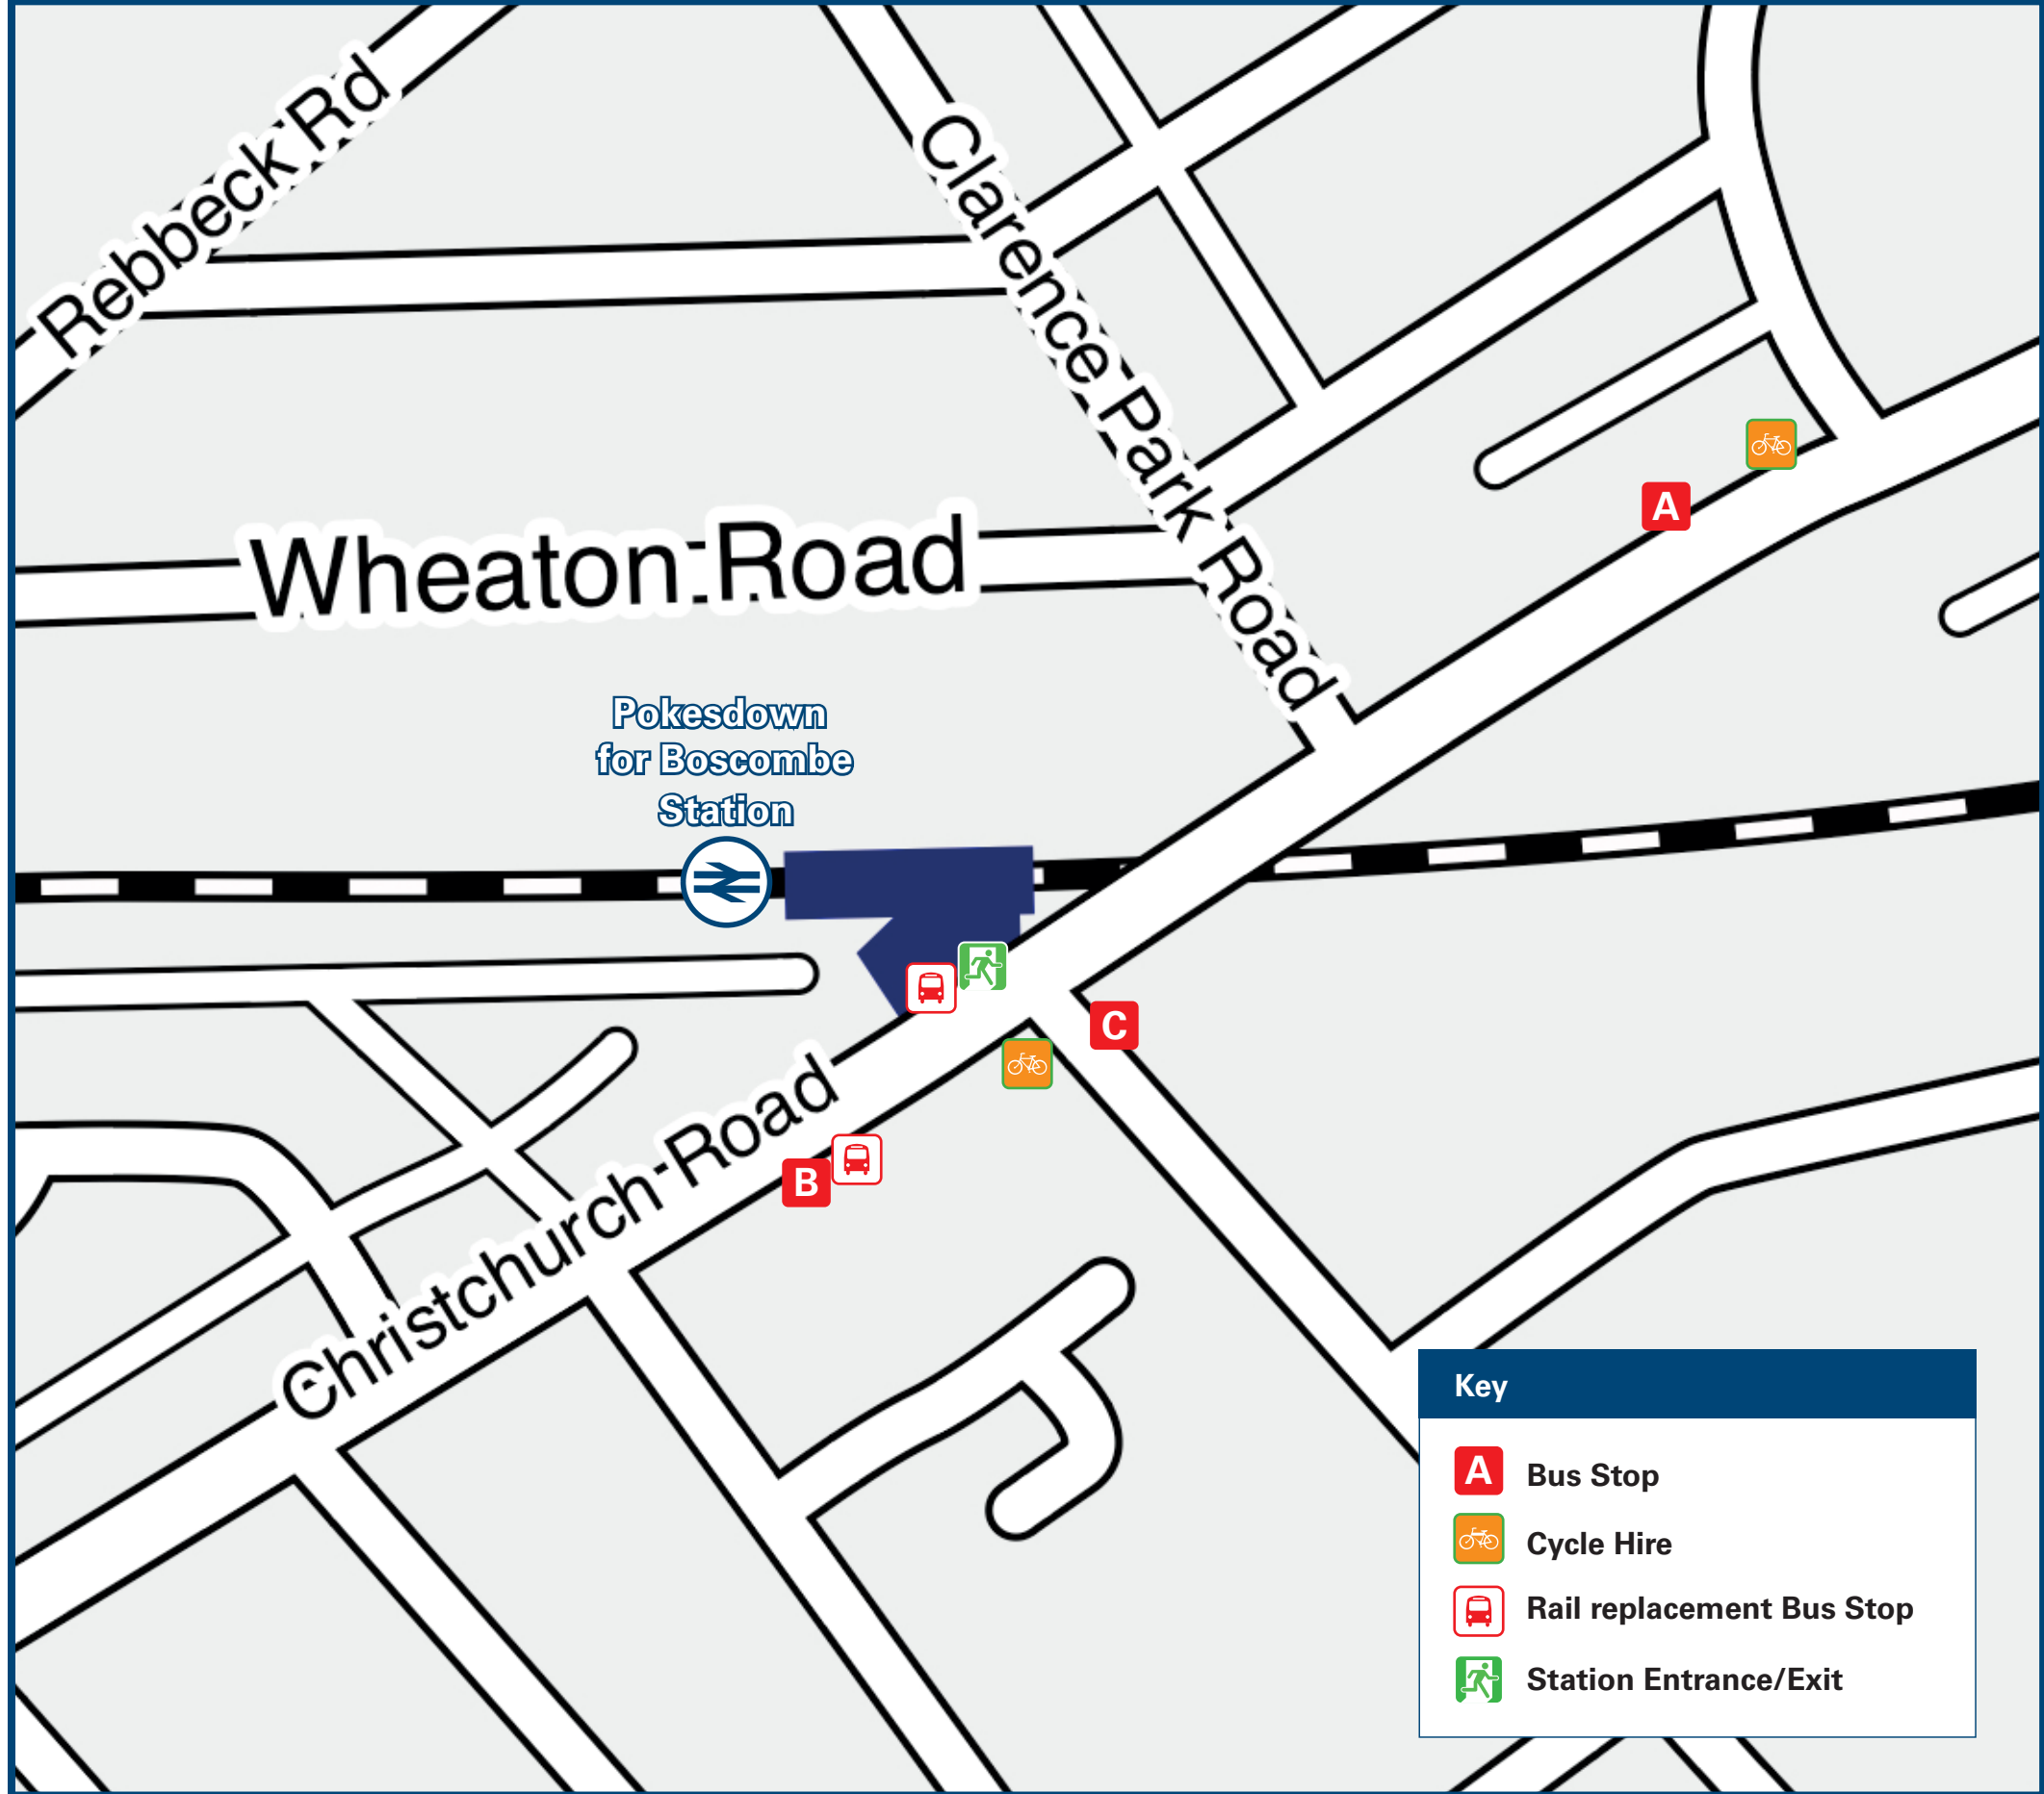 Rebbeck Rd
Clarence Park Road
A
Wheaton Road
Pokesdown
for Boscombe
Station
C
B
Christchurch Road
Key
A Bus Stop
Cycle Hire
Rail replacement Bus Stop
Station Entrance/Exit